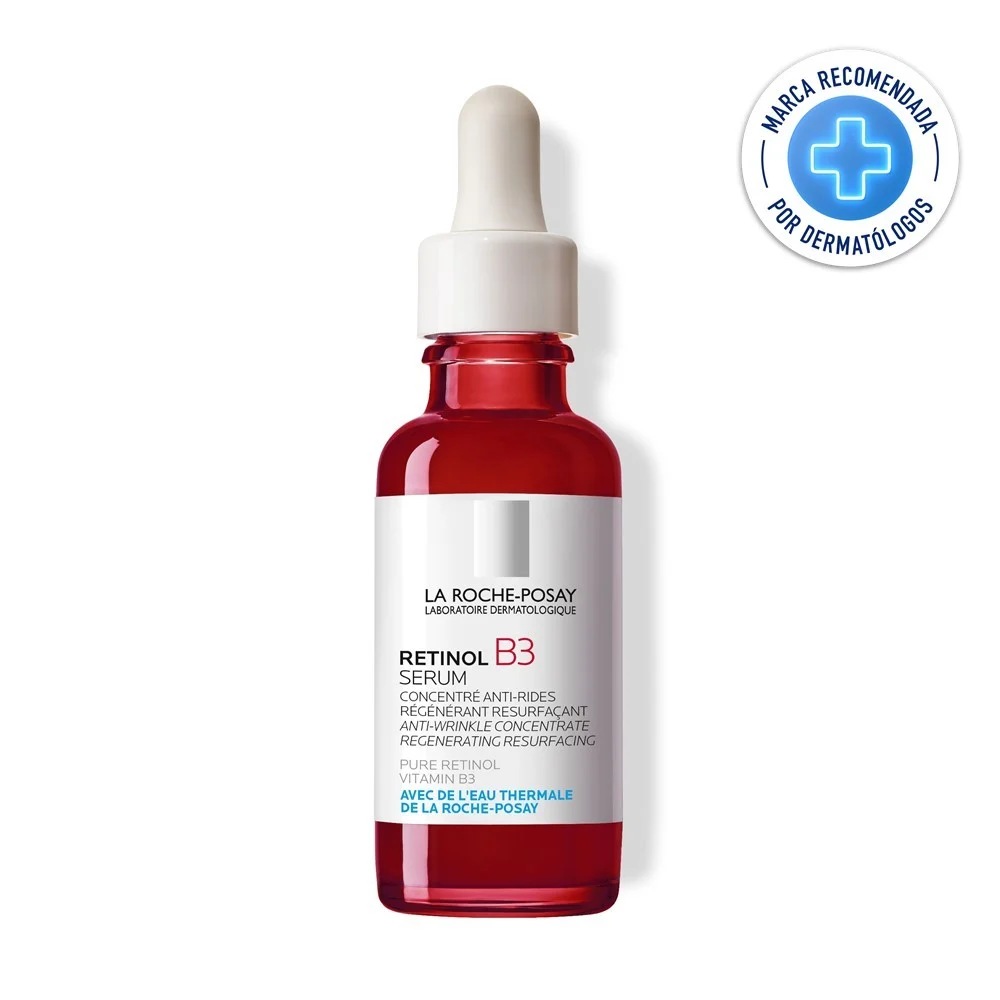 MARCA RECOMENDADA
POR DERMATÓLOGOS
LA ROCHE-POSAY
LABORATOIRE DERMATOLOGIQUE
RETINOL B3
SERUM
CONCENTRÉ ANTI-RIDES
RÉGÉNÉRANT RESURFAÇANT
ANTI-WRINKLE CONCENTRATE
REGENERATING RESURFACING
PURE RETINOL
VITAMIN B3
AVEC DE L'EAU THERMALE
DE LA ROCHE-POSAY